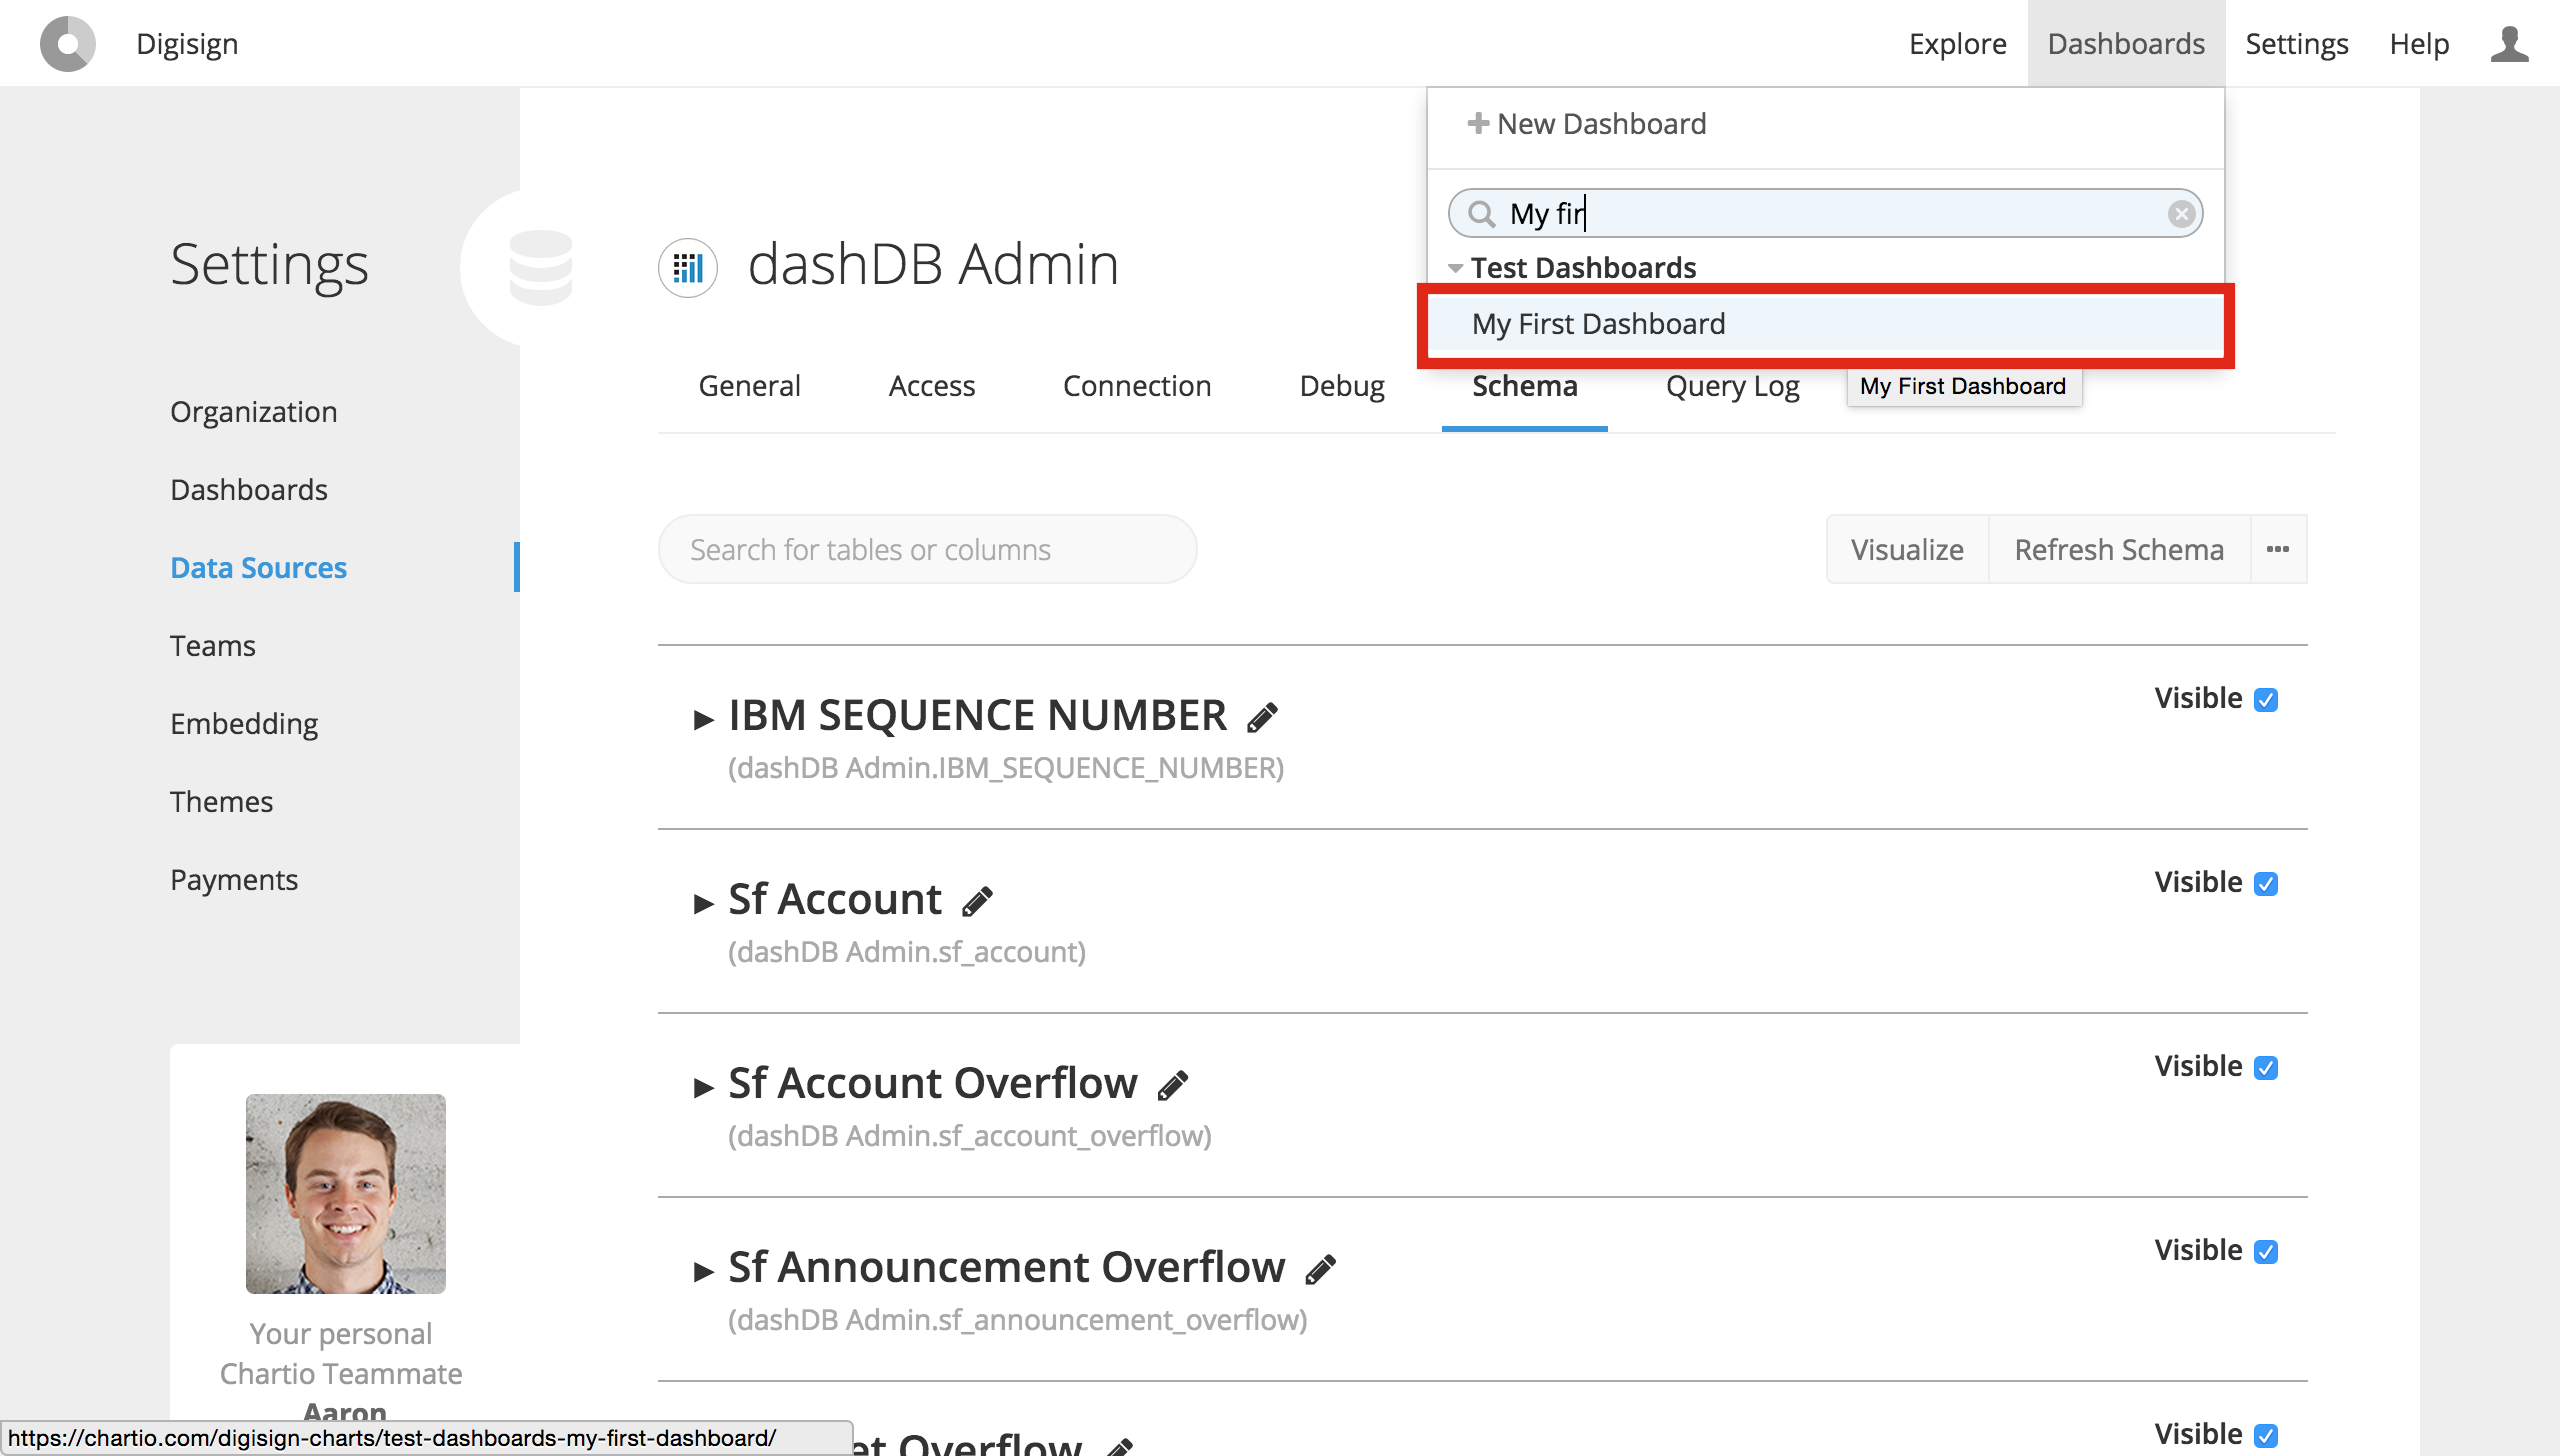 Digisign
Explore
Dashboards
Settings
Help
New Dashboard
My fir
Test Dashboards
My First Dashboard
My First Dashboard
Settings
Organization
Dashboards
Data Sources
Teams
Embedding
Themes
Payments
dashDB Admin
General
Access
Connection
Debug
Schema
Query Log
Search for tables or columns
Visualize
Refresh Schema
IBM SEQUENCE NUMBER
Visible
(dashDB Admin.IBM_SEQUENCE_NUMBER)
Sf Account
Visible
(dashDB Admin.sf_account)
Sf Account Overflow
Visible
(dashDB Admin.sf_account_overflow)
Sf Announcement Overflow
Visible
(dashDB Admin.sf_announcement_overflow)
Overflow
Visible
Your personal
Chartio Teammate
Aaron
https://chartio.com/digisign-charts/test-dashboards-my-first-dashboard/